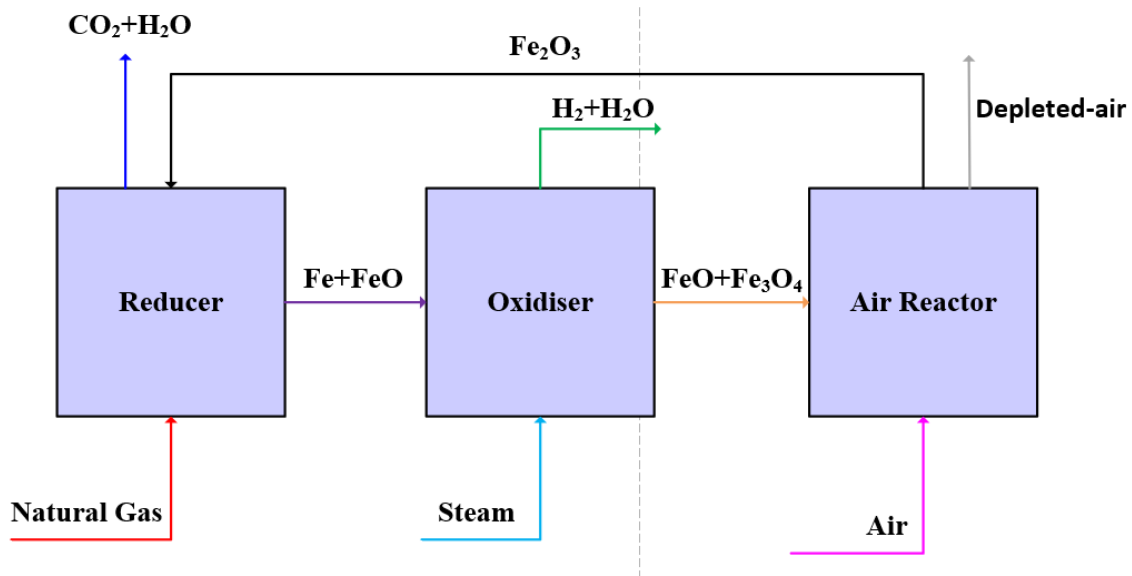 CO₂+H₂O
Fe₂O₃
H₂+H₂O
Depleted-air
Reducer
Fe+FeO
Oxidiser
FeO+Fe₃O₄
Air Reactor
Natural Gas
Steam
Air